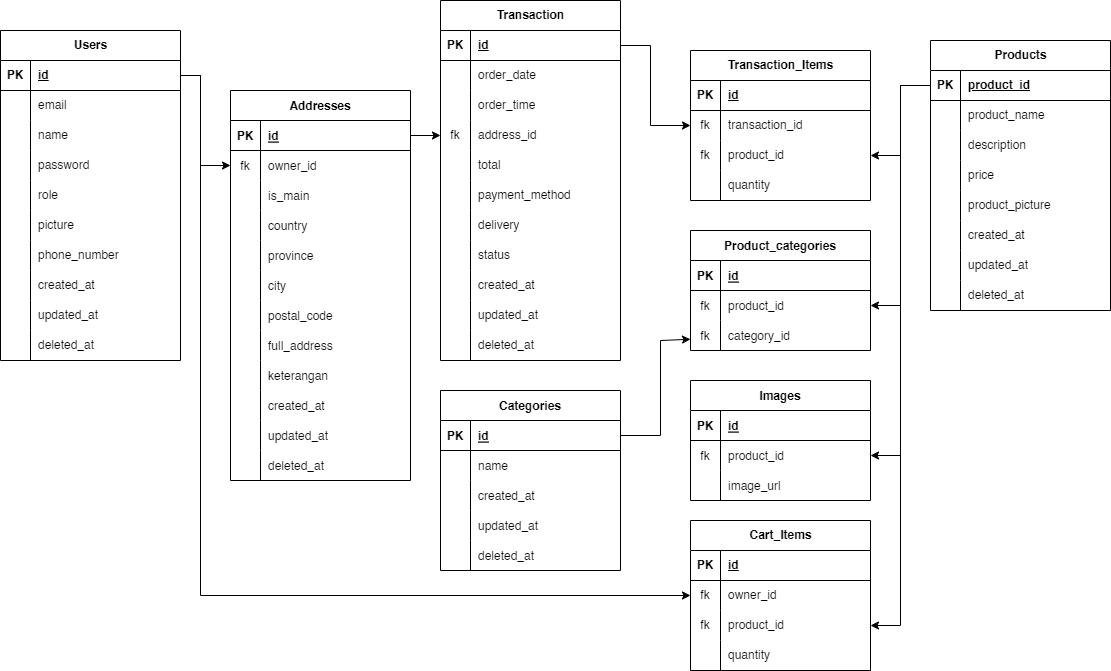 Users
PK id
email
name
password
role
picture
phone_number
created_at
updated_at
deleted_at
Addresses
PK id
fk owner_id
is_main
country
province
city
postal_code
full_address
keterangan
created_at
updated_at
deleted_at
Transaction
PK id
order_date
order_time
fk address_id
total
payment_method
delivery
status
created_at
updated_at
deleted_at
Categories
PK id
name
created_at
updated_at
deleted_at
Transaction_Items
PK id
fk transaction_id
fk product_id
quantity
Product_categories
PK id
fk product_id
fk category_id
Images
PK id
fk product_id
image_url
Cart_Items
PK id
fk owner_id
fk product_id
quantity
Products
PK product_id
product_name
description
price
product_picture
created_at
updated_at
deleted_at